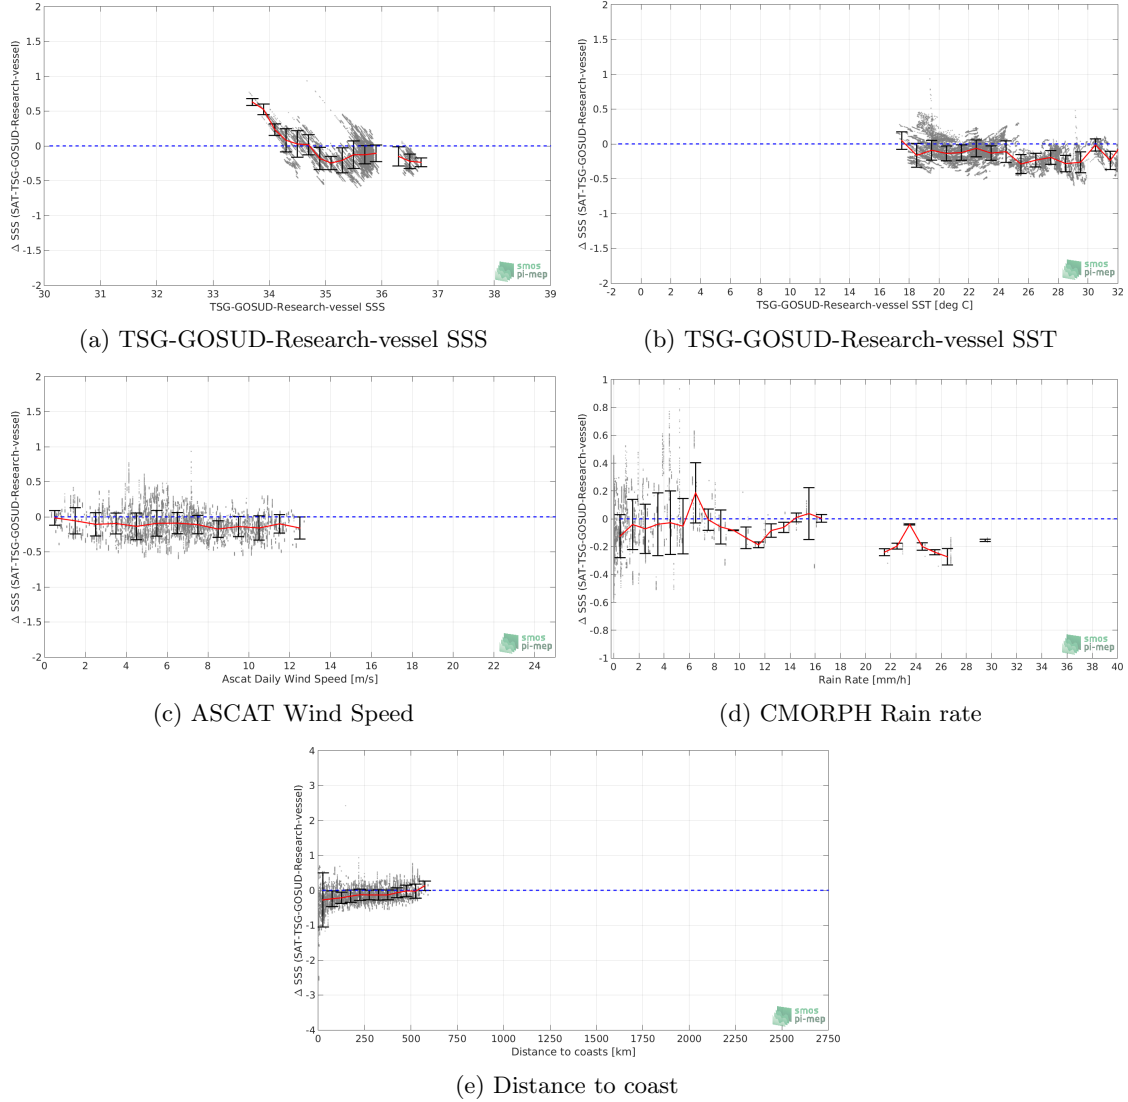 Δ SSS (SAT-TSG-GOSUD-Research-vessel)
2
1.5
1
0.5
0
-0.5
-1
-1.5
-2
30 31 32 33 34 35 36 37 38 39
TSG-GOSUD-Research-vessel SSS
smos
pi-mep
(a) TSG-GOSUD-Research-vessel SSS
Δ SSS (SAT-TSG-GOSUD-Research-vessel)
2
1.5
1
0.5
0
-0.5
-1
-1.5
-2
-2 0 2 4 6 8 10 12 14 16 18 20 22 24 26 28 30 32
TSG-GOSUD-Research-vessel SST [deg C]
smos
pi-mep
(b) TSG-GOSUD-Research-vessel SST
Δ SSS (SAT-TSG-GOSUD-Research-vessel)
2
1.5
1
0.5
0
-0.5
-1
-1.5
-2
0 2 4 6 8 10 12 14 16 18 20 22 24
Ascat Daily Wind Speed [m/s]
smos
pi-mep
(c) ASCAT Wind Speed
Δ SSS (SAT-TSG-GOSUD-Research-vessel)
1
0.8
0.6
0.4
0.2
0
-0.2
-0.4
-0.6
-0.8
-1
0 2 4 6 8 10 12 14 16 18 20 22 24 26 28 30 32 34 36 38 40
Rain Rate [mm/h]
smos
pi-mep
(d) CMORPH Rain rate
Δ SSS (SAT-TSG-GOSUD-Research-vessel)
4
3
2
1
0
-1
-2
-3
-4
0 250 500 750 1000 1250 1500 1750 2000 2250 2500 2750
Distance to coasts [km]
smos
pi-mep
(e) Distance to coast